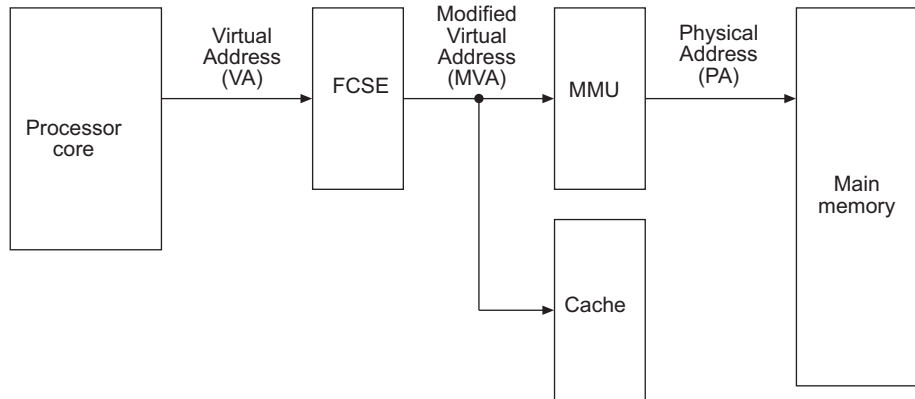 Virtual
Address
(VA)
Modified
Virtual
Address
(MVA)
Physical
Address
(PA)
Processor
core
FCSE
MMU
Main
memory
Cache